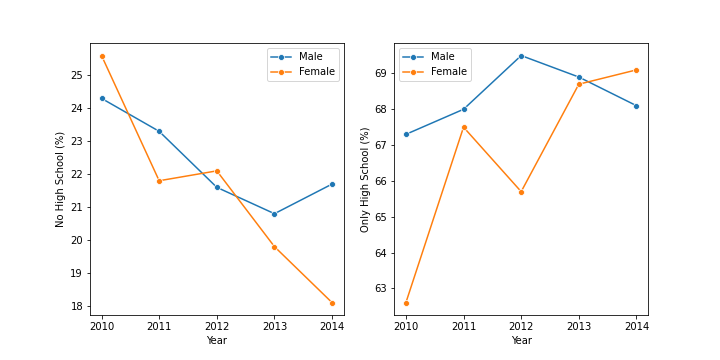 Male
Female
25
24
23
22
21
20
19
18
No High School (%)
2010 2011 2012 2013 2014
Year
Male
Female
69
68
67
66
65
64
63
Only High School (%)
2010 2011 2012 2013 2014
Year